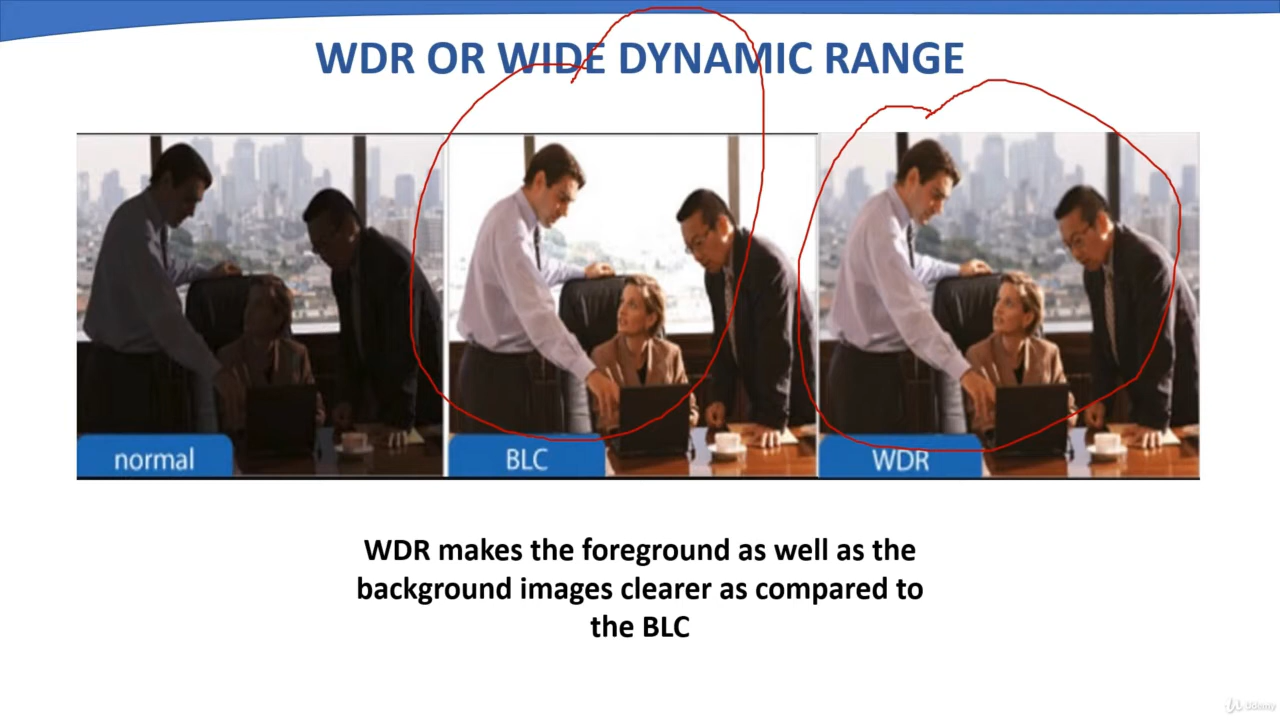 WDR OR WIDE DYNAMIC RANGE
normal
BLC
WDR
WDR makes the foreground as well as the
background images clearer as compared to
the BLC
Udemy